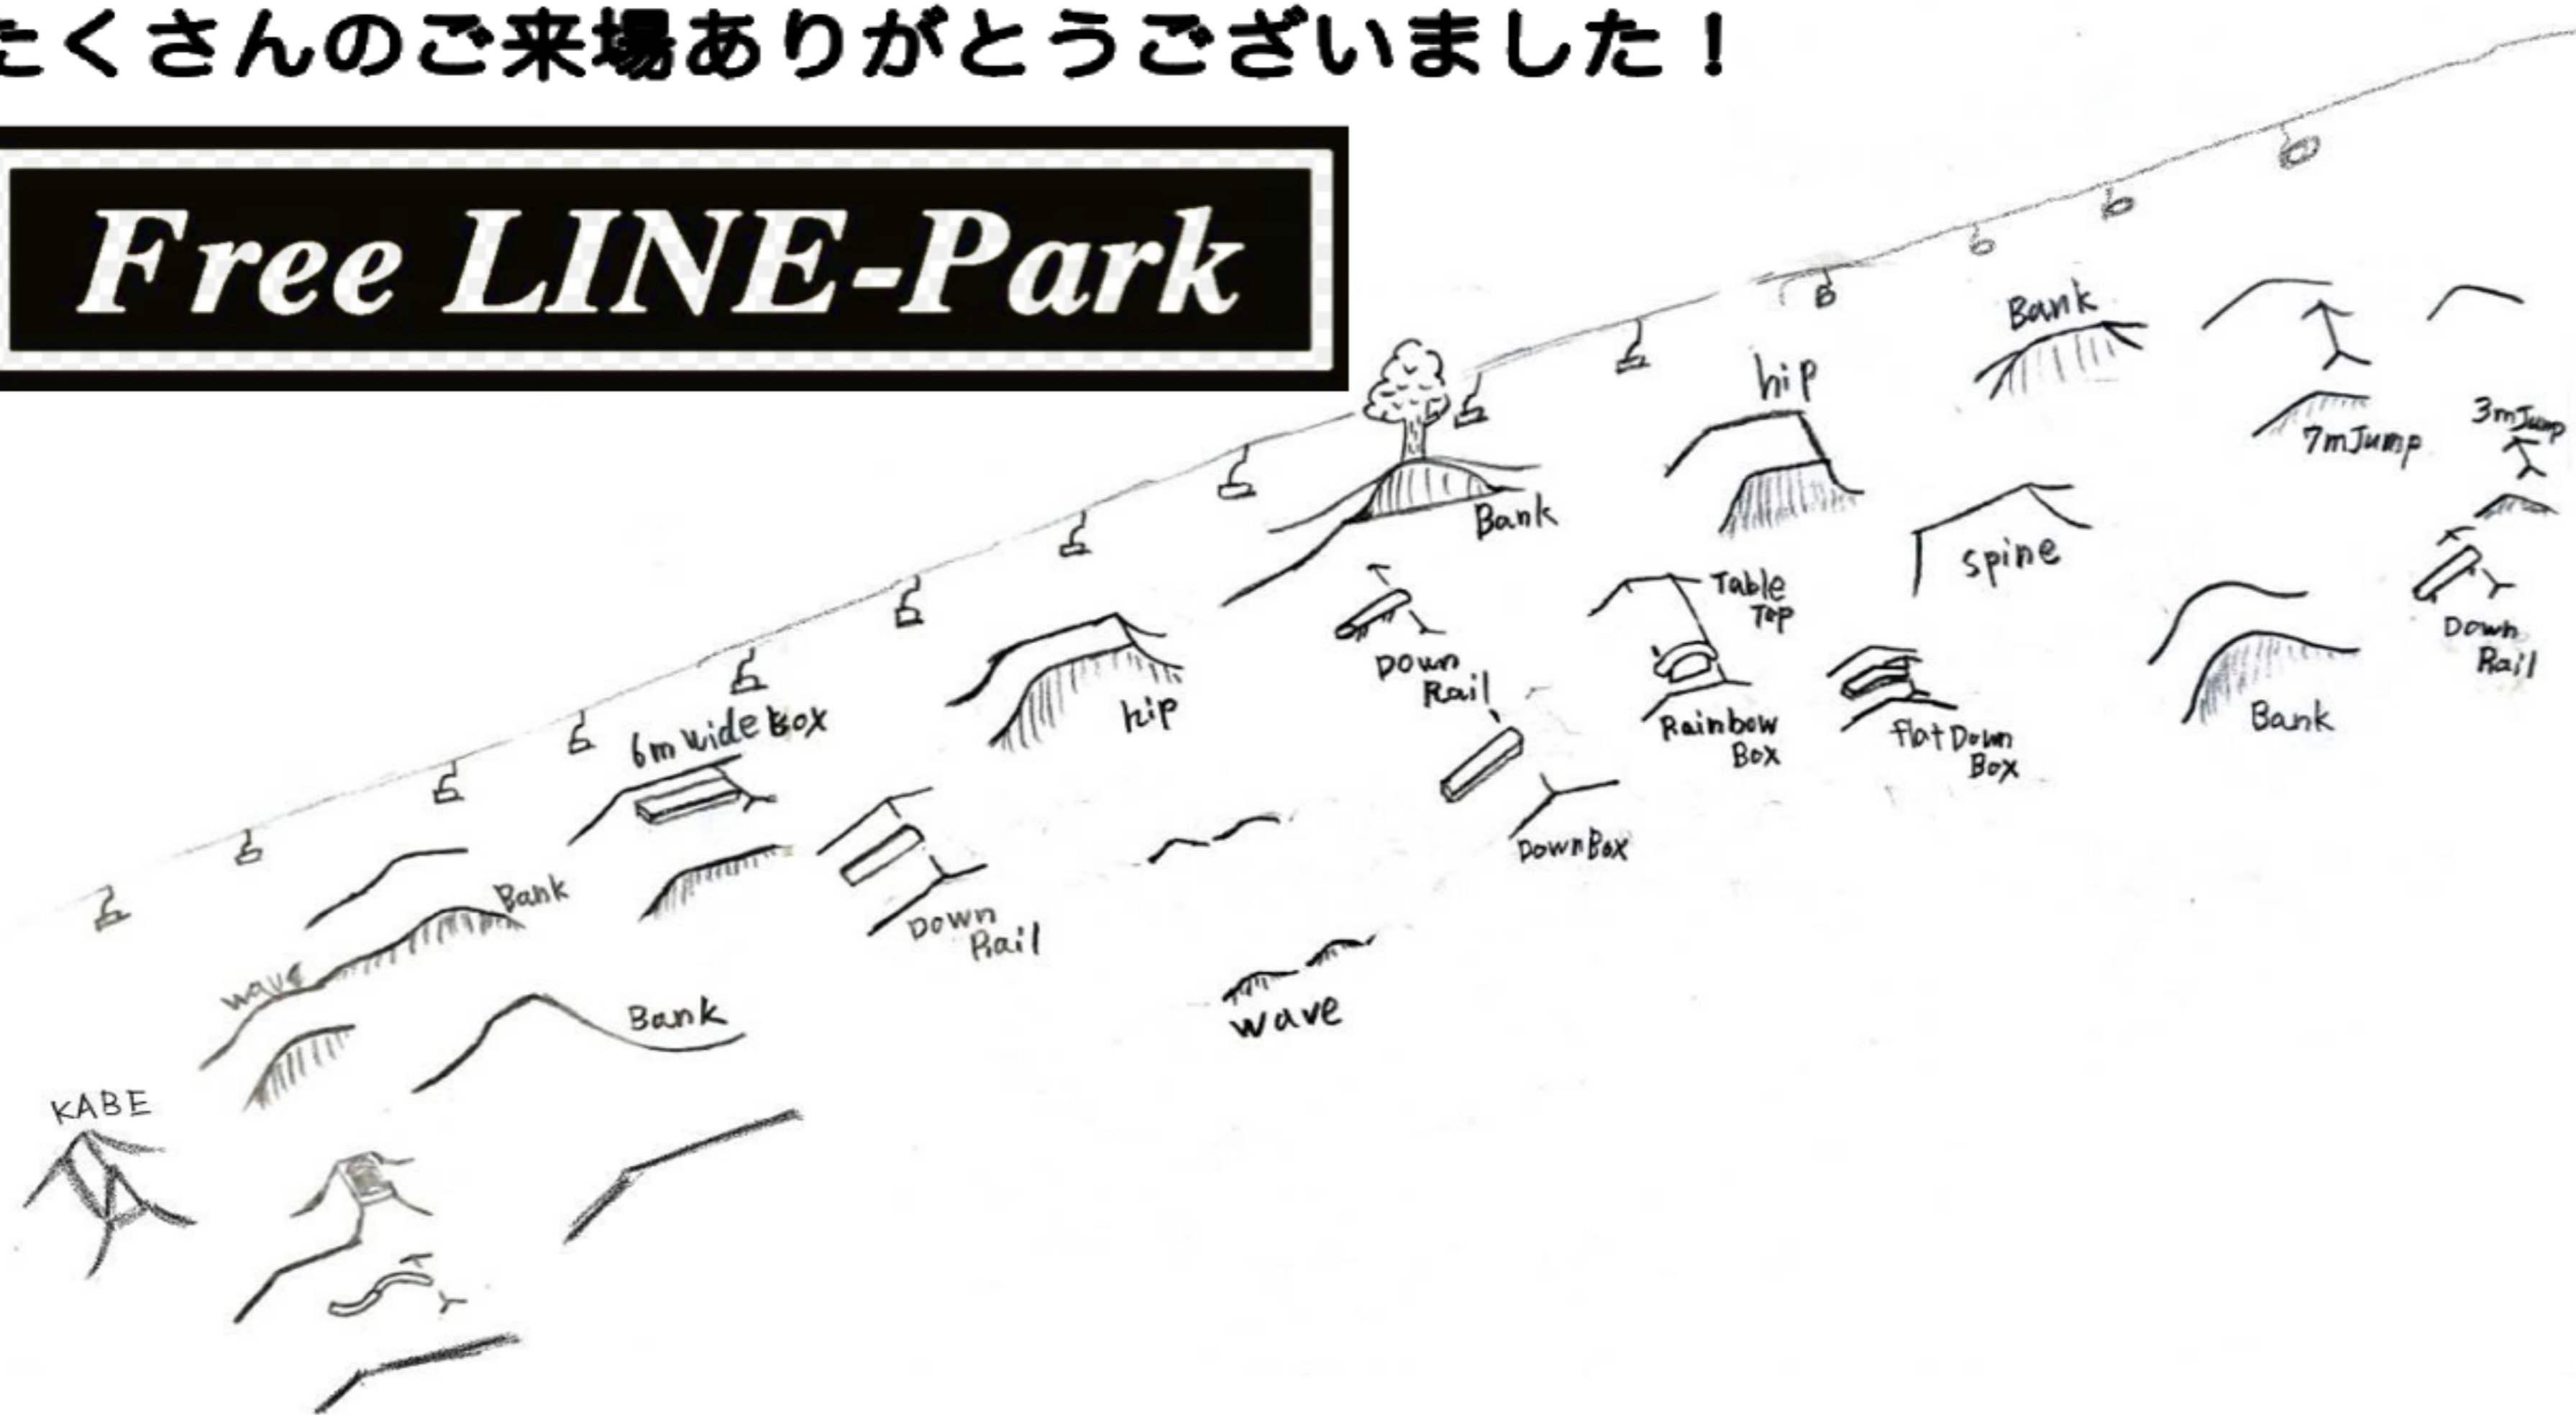 たくさんのご来場ありがとうございました！
Free LINE-Park
Bank
hip
7mJump
3mJump
Bank
spine
Table
Top
Down
Rail
Down
Rail
Rainbow
Box
flat Down
Box
Bank
hip
6m wide box
DownBox
Bank
Down
Rail
wave
wave
Bank
KABE